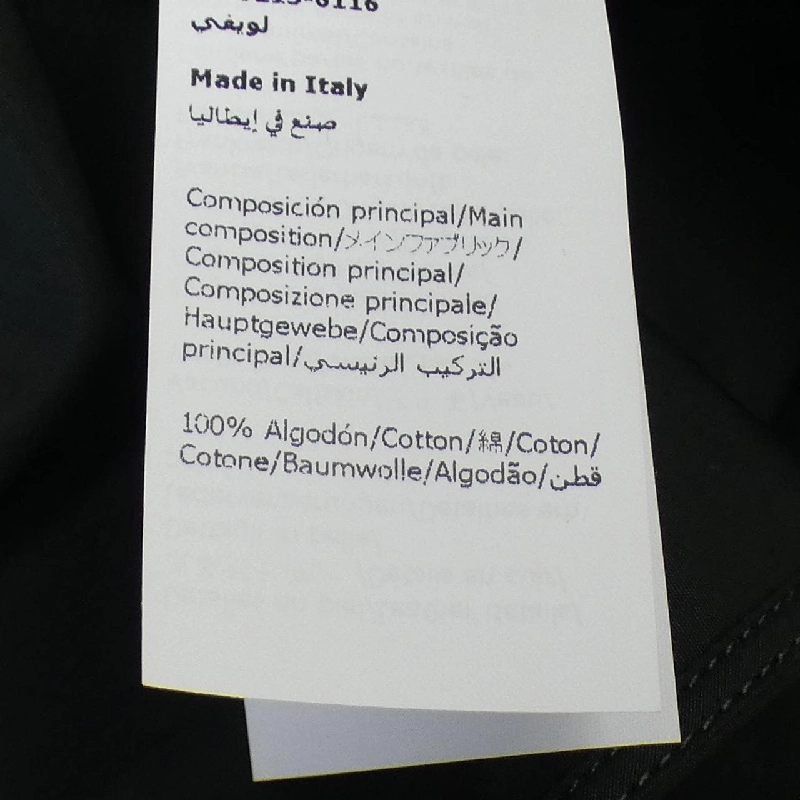 لويفي
Made in Italy
صنع في إيطاليا
Composición principal/Main
composition/メインファブリック/
Composition principal/
Composizione principale/
Hauptgewebe/Composição
principal/التركيب الرئيسي
100% Algodón/Cotton/綿/Coton/
Cotone/Baumwolle/Algodão/قطن